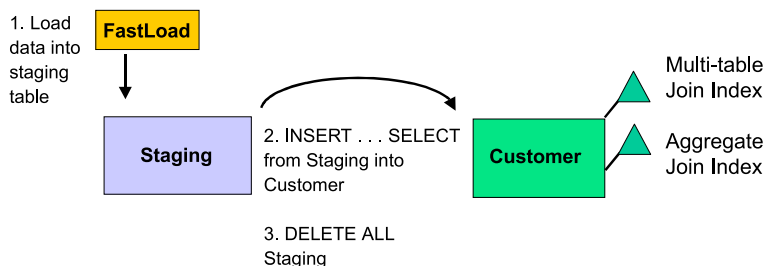 1. Load
data into
staging
table
FastLoad
Staging
2. INSERT . . . SELECT
from Staging into
Customer
3. DELETE ALL
Staging
Customer
Multi-table
Join Index
Aggregate
Join Index